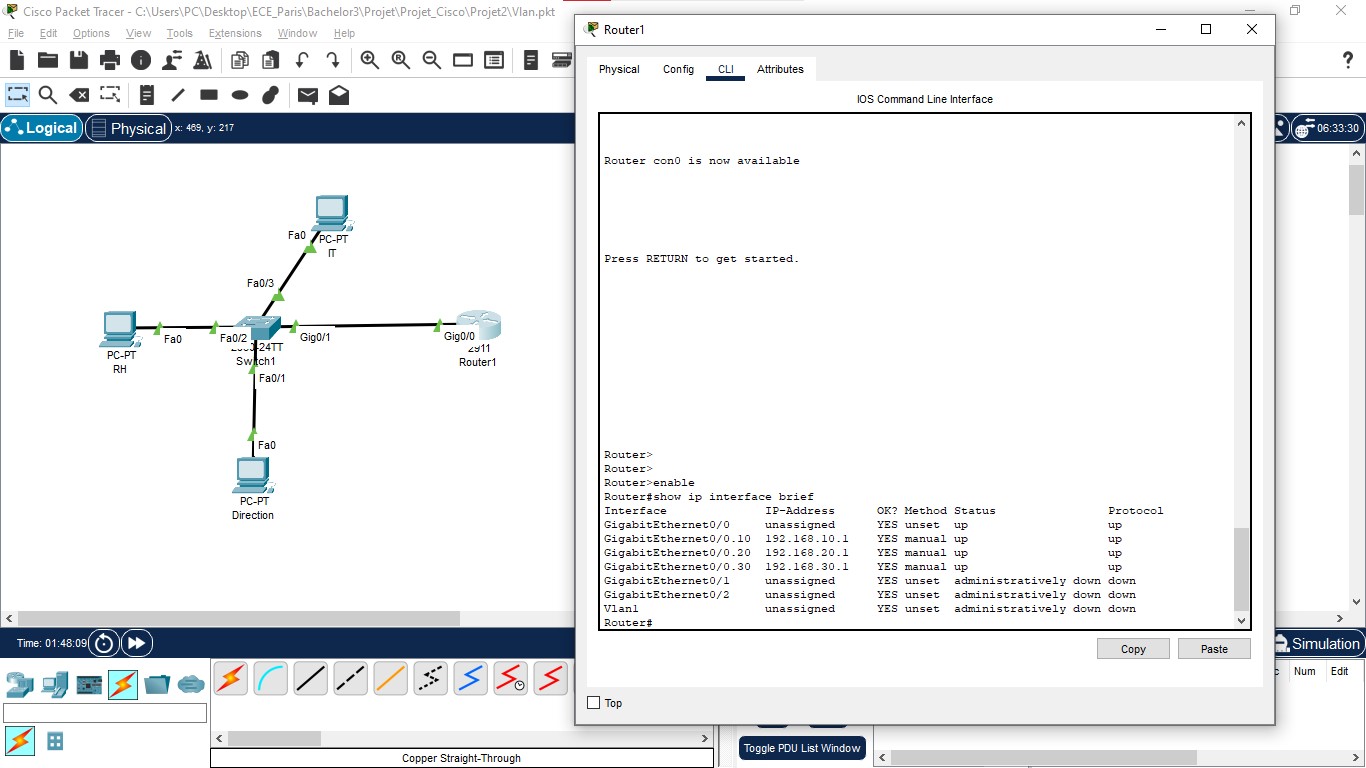 Cisco Packet Tracer - C:\Users\PC\Desktop\ECE_Paris\Bachelor3\Projet\Projet_Cisco\Projet2\Vlan.pkt
File Edit Options View Tools Extensions Window Help
Logical Physical x: 469, y: 217
06:33:30
Router1
Physical Config CLI Attributes
IOS Command Line Interface
Router con0 is now available
Press RETURN to get started.
Router>
Router>
Router>enable
Router#show ip interface brief
Interface IP-Address OK? Method Status Protocol
GigabitEthernet0/0 unassigned YES unset up up
GigabitEthernet0/0.10 192.168.10.1 YES manual up up
GigabitEthernet0/0.20 192.168.20.1 YES manual up up
GigabitEthernet0/0.30 192.168.30.1 YES manual up up
GigabitEthernet0/1 unassigned YES unset administratively down down
GigabitEthernet0/2 unassigned YES unset administratively down down
Vlan1 unassigned YES unset administratively down down
Router#
Copy Paste
Top
Fa0
PC-PT
IT
Fa0/3
Fa0
Fa0/2
Gig0/1
Gig0/0
PC-PT
RH
24TT
Switch1
2911
Router1
Fa0/1
Fa0
PC-PT
Direction
Time: 01:48:09
Simulation
Num Edit
Copper Straight-Through
Toggle PDU List Window